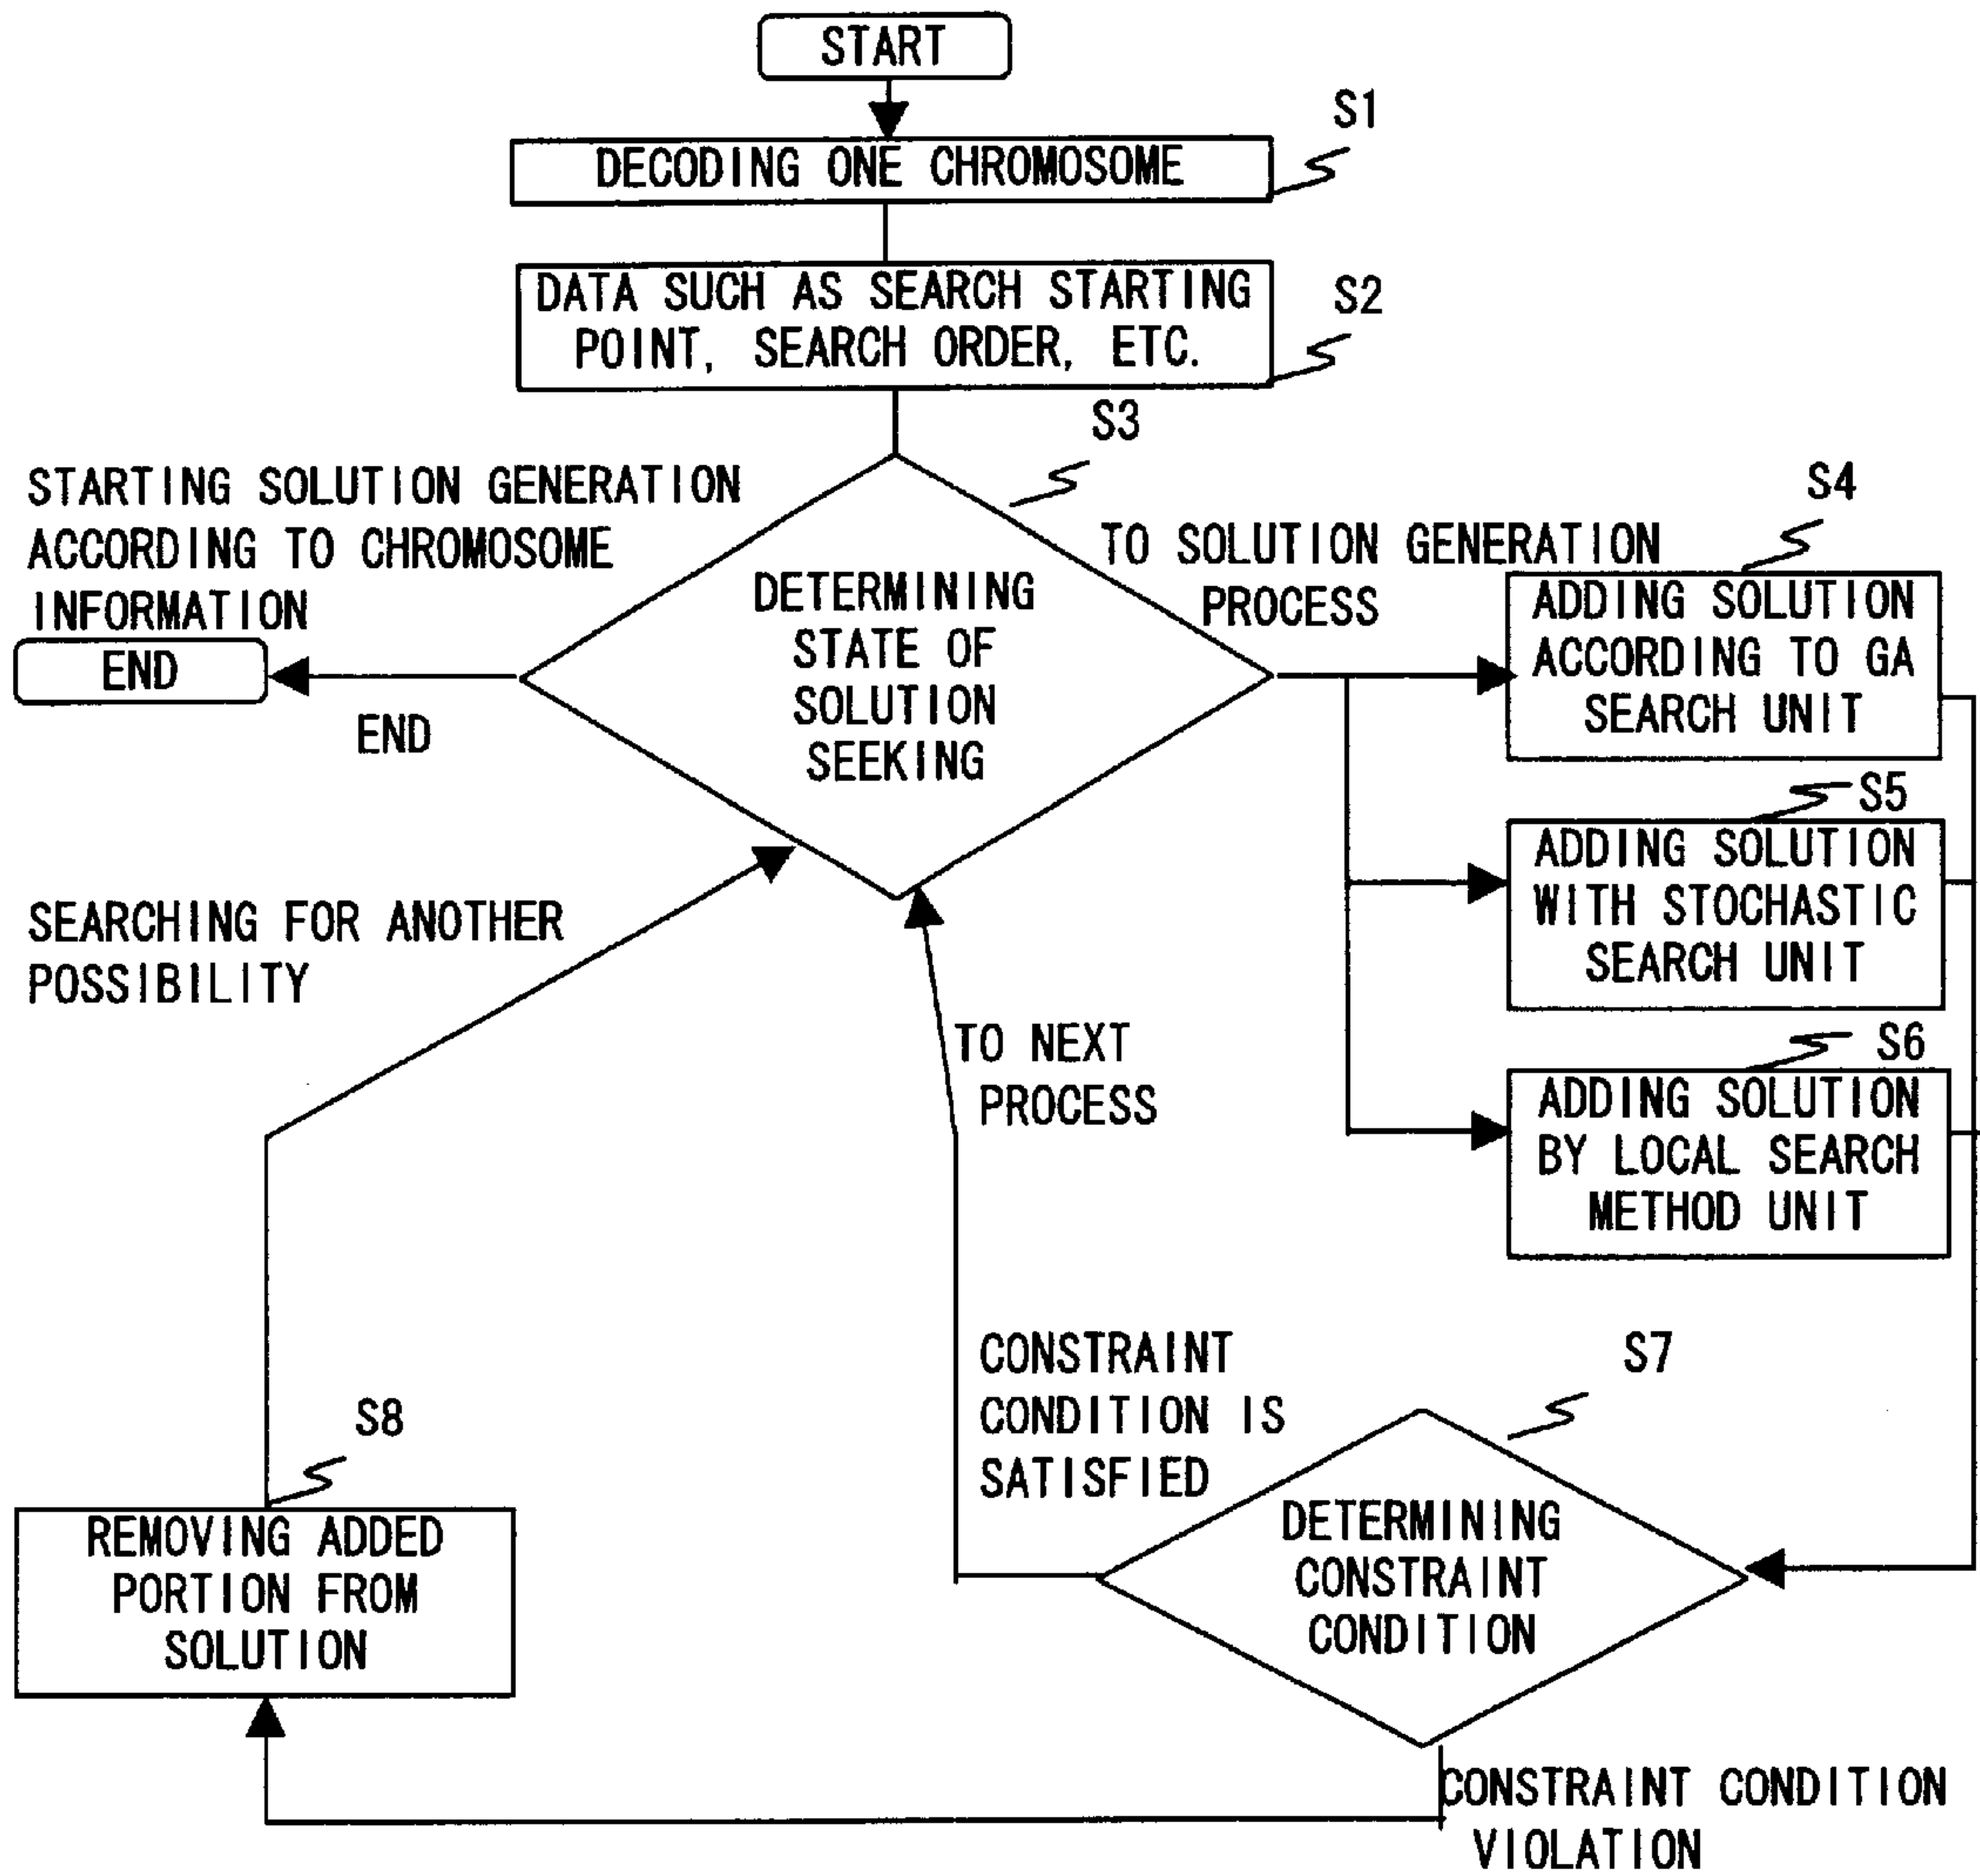 START
S1
DECODING ONE CHROMOSOME
S2
DATA SUCH AS SEARCH STARTING
POINT, SEARCH ORDER, ETC.
S3
STARTING SOLUTION GENERATION
ACCORDING TO CHROMOSOME
INFORMATION
END
END
DETERMINING
STATE OF
SOLUTION
SEEKING
TO SOLUTION GENERATION
PROCESS
S4
ADDING SOLUTION
ACCORDING TO GA
SEARCH UNIT
S5
ADDING SOLUTION
WITH STOCHASTIC
SEARCH UNIT
S6
ADDING SOLUTION
BY LOCAL SEARCH
METHOD UNIT
SEARCHING FOR ANOTHER
POSSIBILITY
TO NEXT
PROCESS
CONSTRAINT
CONDITION IS
SATISFIED
S7
DETERMINING
CONSTRAINT
CONDITION
S8
REMOVING ADDED
PORTION FROM
SOLUTION
CONSTRAINT CONDITION
VIOLATION